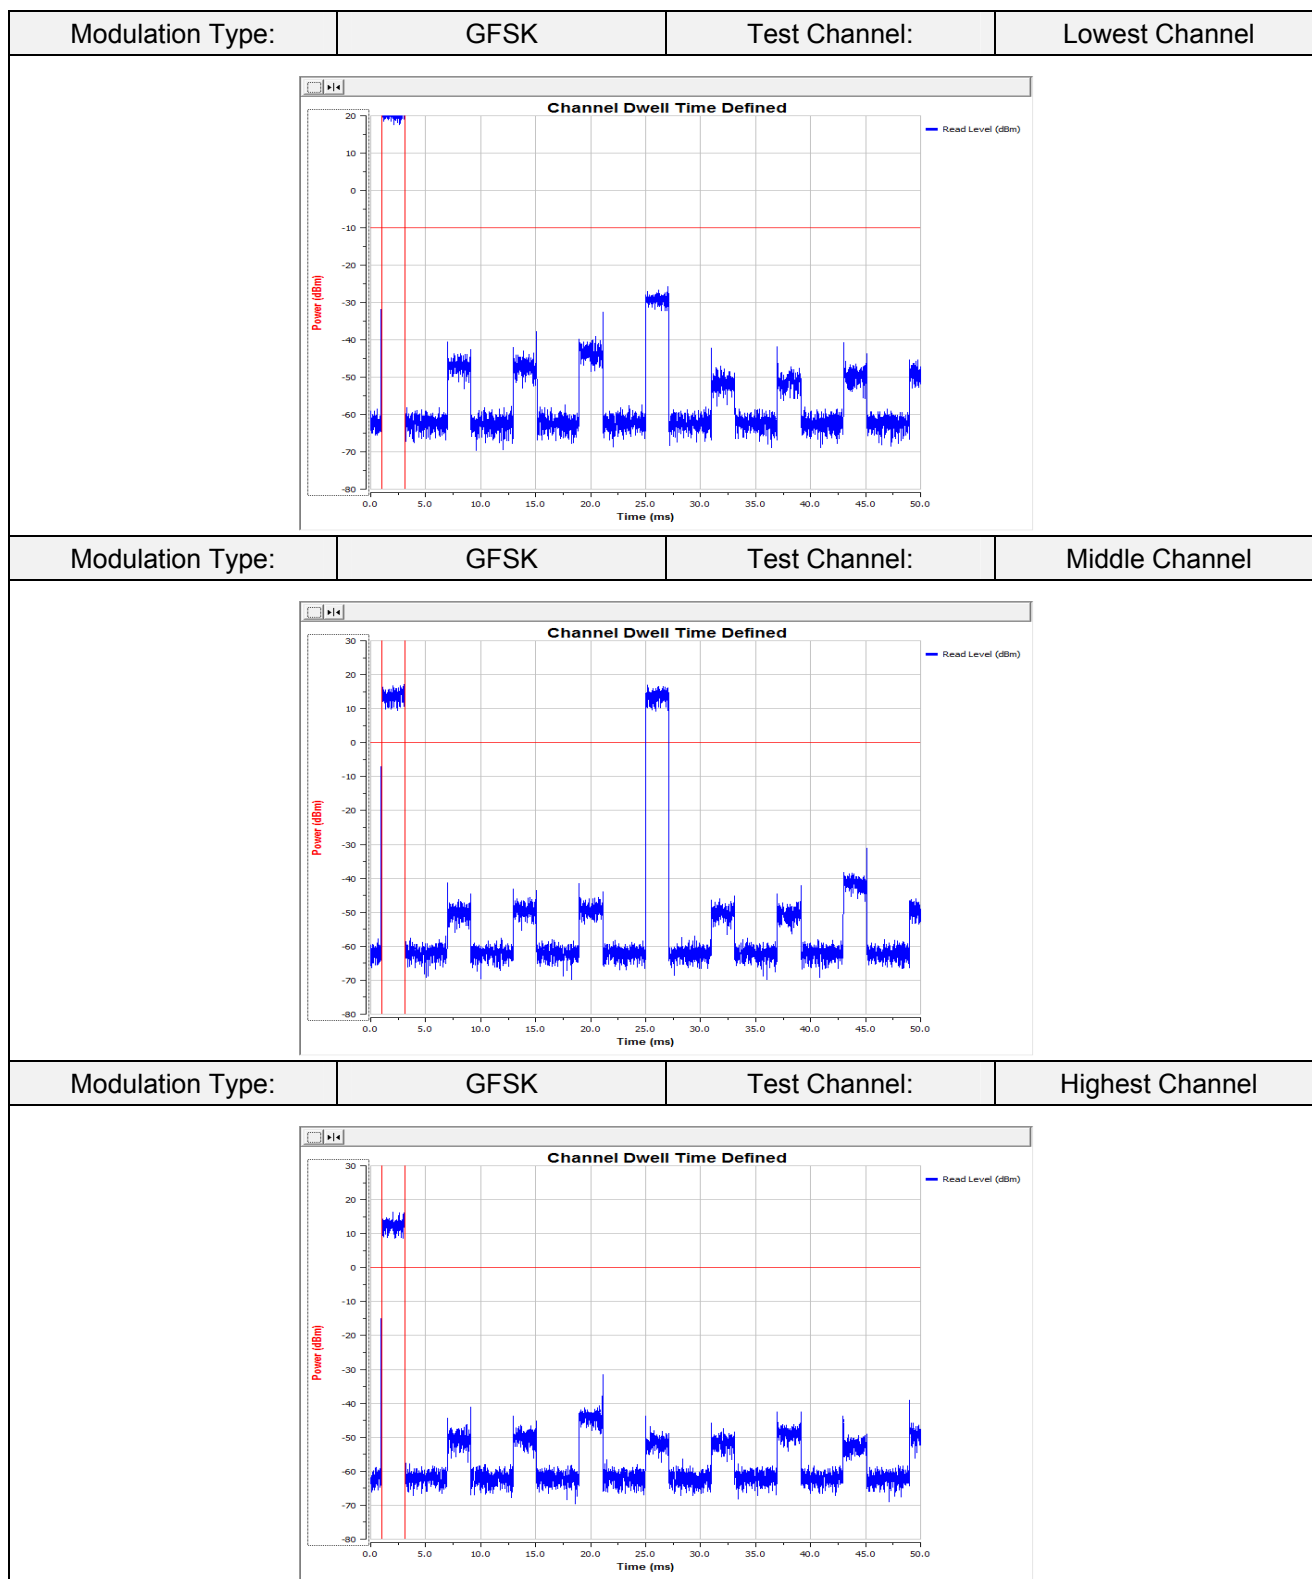 Modulation Type: GFSK Test Channel: Lowest Channel
Channel Dwell Time Defined
Read Level (dBm)
Power (dBm)
20
10
0
-10
-20
-30
-40
-50
-60
-70
-80
0.0 5.0 10.0 15.0 20.0 25.0 30.0 35.0 40.0 45.0 50.0
Time (ms)
Modulation Type: GFSK Test Channel: Middle Channel
Channel Dwell Time Defined
Read Level (dBm)
Power (dBm)
30
20
10
0
-10
-20
-30
-40
-50
-60
-70
-80
0.0 5.0 10.0 15.0 20.0 25.0 30.0 35.0 40.0 45.0 50.0
Time (ms)
Modulation Type: GFSK Test Channel: Highest Channel
Channel Dwell Time Defined
Read Level (dBm)
Power (dBm)
30
20
10
0
-10
-20
-30
-40
-50
-60
-70
-80
0.0 5.0 10.0 15.0 20.0 25.0 30.0 35.0 40.0 45.0 50.0
Time (ms)